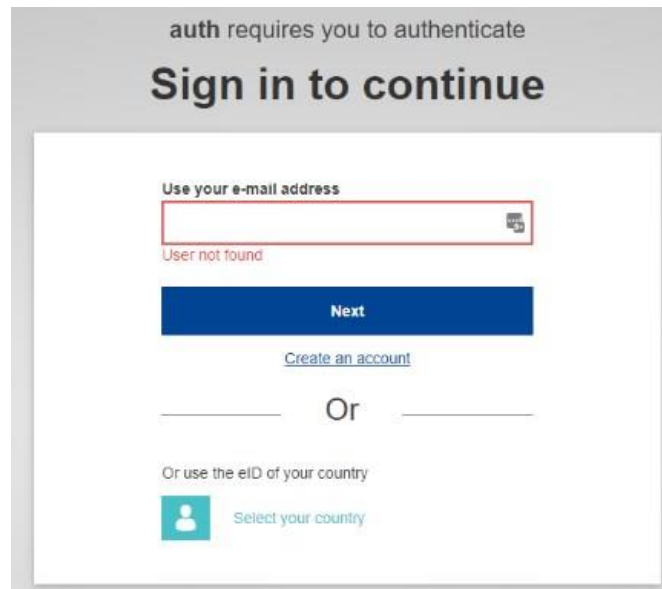 auth requires you to authenticate
Sign in to continue
Use your e-mail address
User not found
Next
Create an account
Or
Or use the eID of your country
Select your country